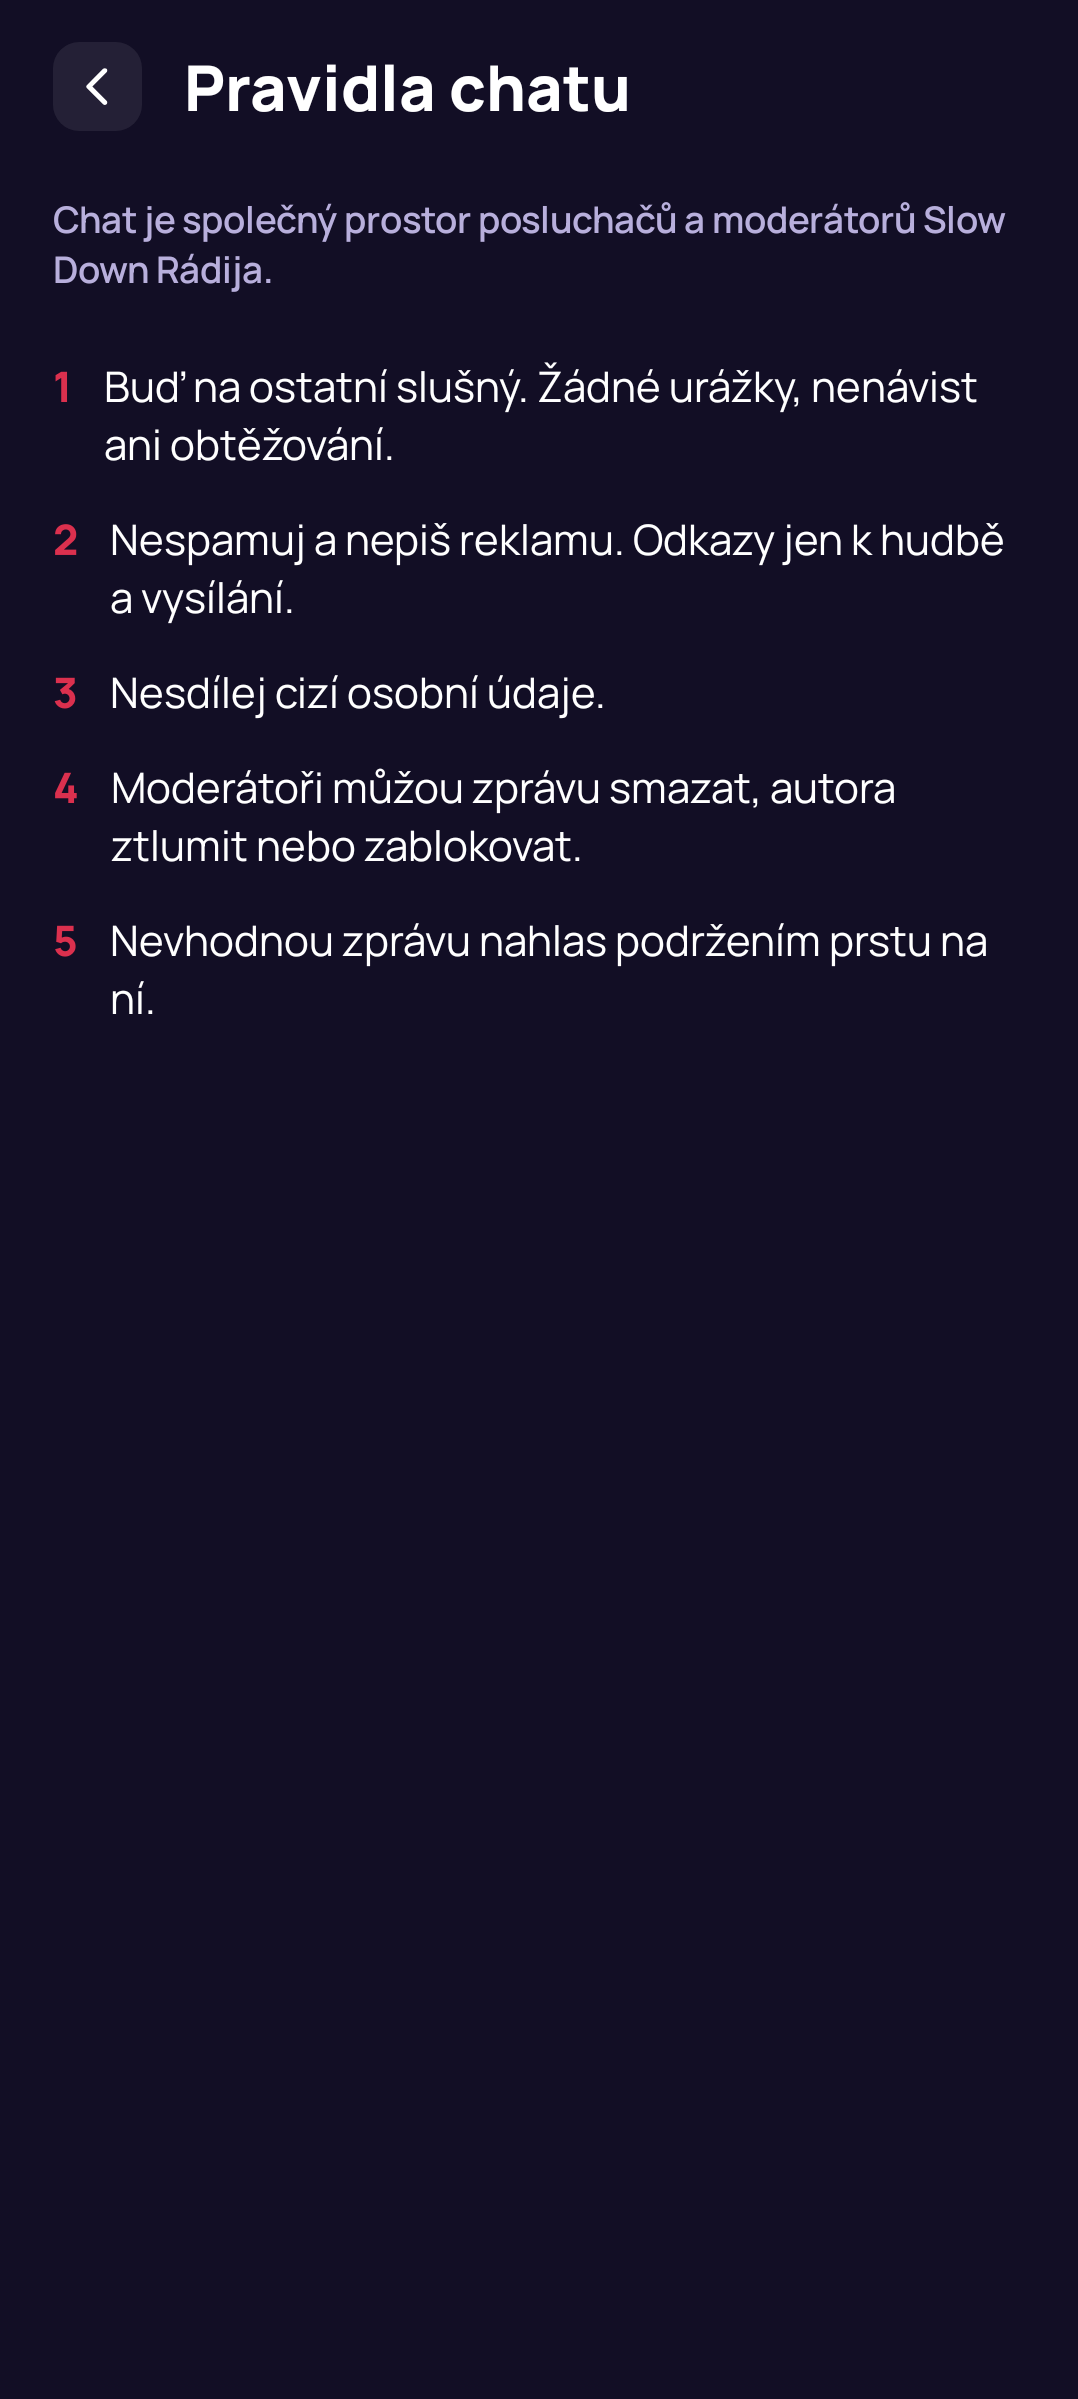 Pravidla chatu
Chat je společný prostor posluchačů a moderátorů Slow
Down Rádija.
1 Buď na ostatní slušný. Žádné urážky, nenávist
ani obtěžování.
2 Nespamuj a nepiš reklamu. Odkazy jen k hudbě
a vysílání.
3 Nesdílej cizí osobní údaje.
4 Moderátoři můžou zprávu smazat, autora
ztlumit nebo zablokovat.
5 Nevhodnou zprávu nahlas podržením prstu na
ní.